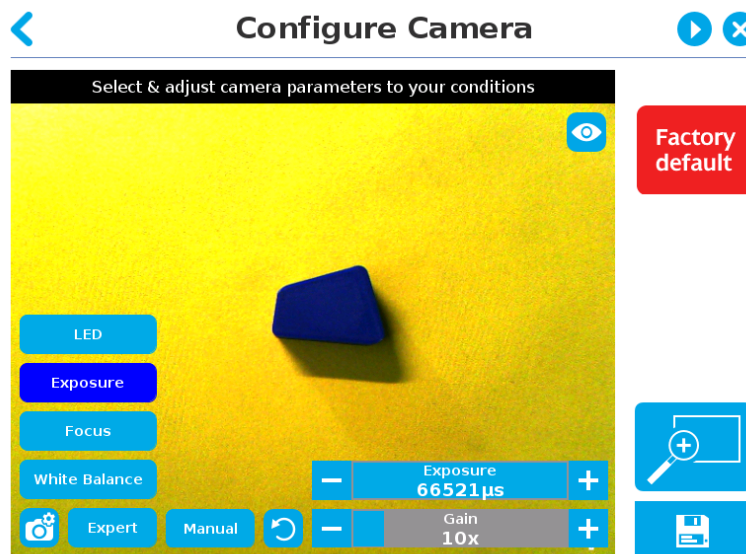 Configure Camera
Select & adjust camera parameters to your conditions
Factory
default
LED
Exposure
Focus
White Balance
Exposure
66521µs
Expert
Manual
Gain
10x